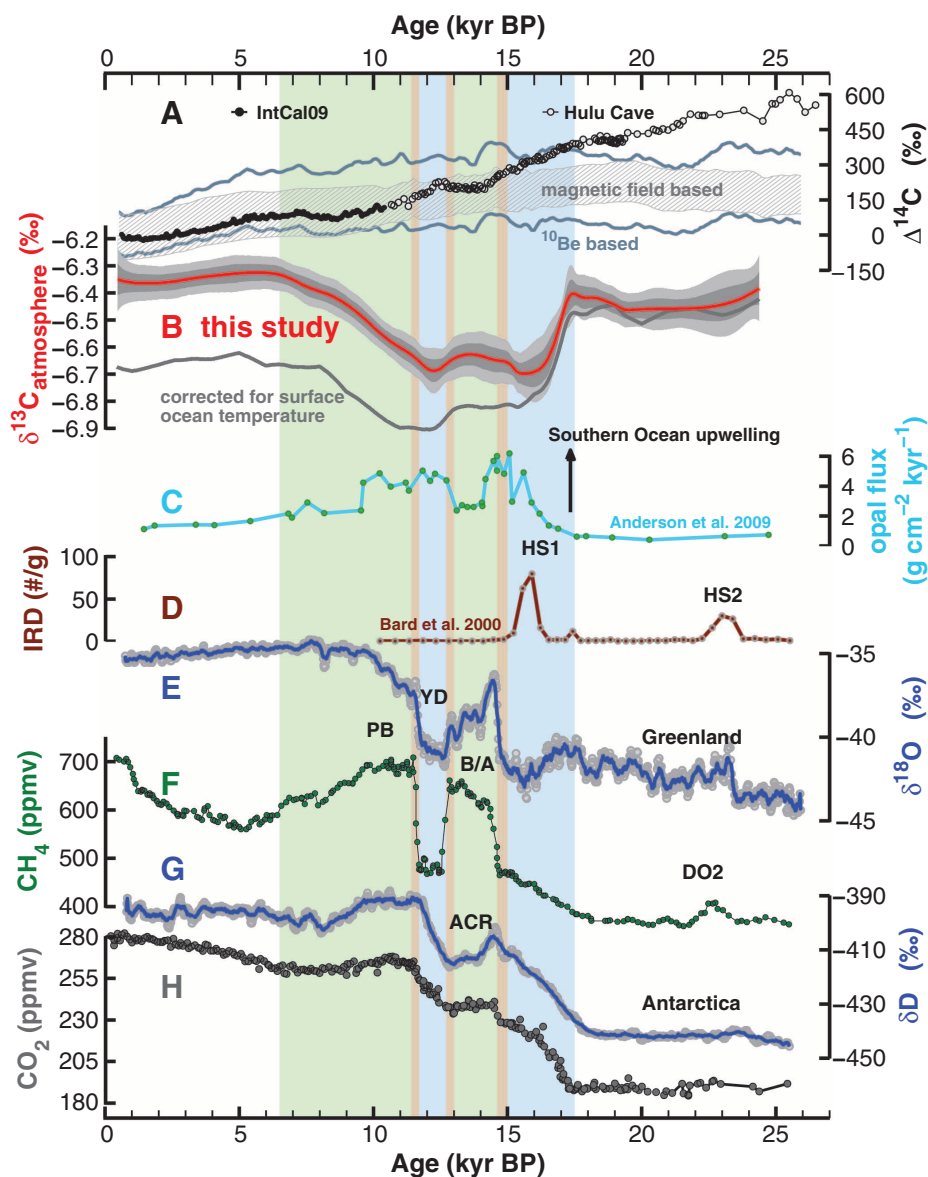 Age (kyr BP)
0 5 10 15 20 25
A
IntCal09
Hulu Cave
600
450
300
150
0
−150
Δ14C (‰)
magnetic field based
10Be based
δ13Catmosphere (‰)
−6.2
−6.3
−6.4
−6.5
−6.6
−6.7
−6.8
−6.9
B this study
corrected for surface
ocean temperature
Southern Ocean upwelling
C
Anderson et al. 2009
6
4
2
0
opal flux
(g cm−2 kyr−1)
IRD (#/g)
100
50
0
D
Bard et al. 2000
HS1
HS2
E
YD
PB
B/A
Greenland
−35
−40
−45
δ18O (‰)
CH4 (ppmv)
700
600
500
400
F
DO2
G
ACR
Antarctica
−390
−410
−430
−450
δD (‰)
CO2 (ppmv)
280
255
230
205
180
H
0 5 10 15 20 25
Age (kyr BP)